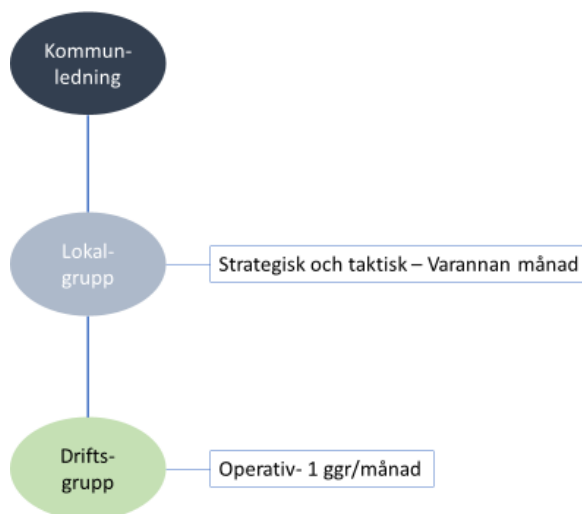 Kommun-
ledning
Lokal-
grupp
Strategisk och taktisk – Varannan månad
Drifts-
grupp
Operativ- 1 ggr/månad